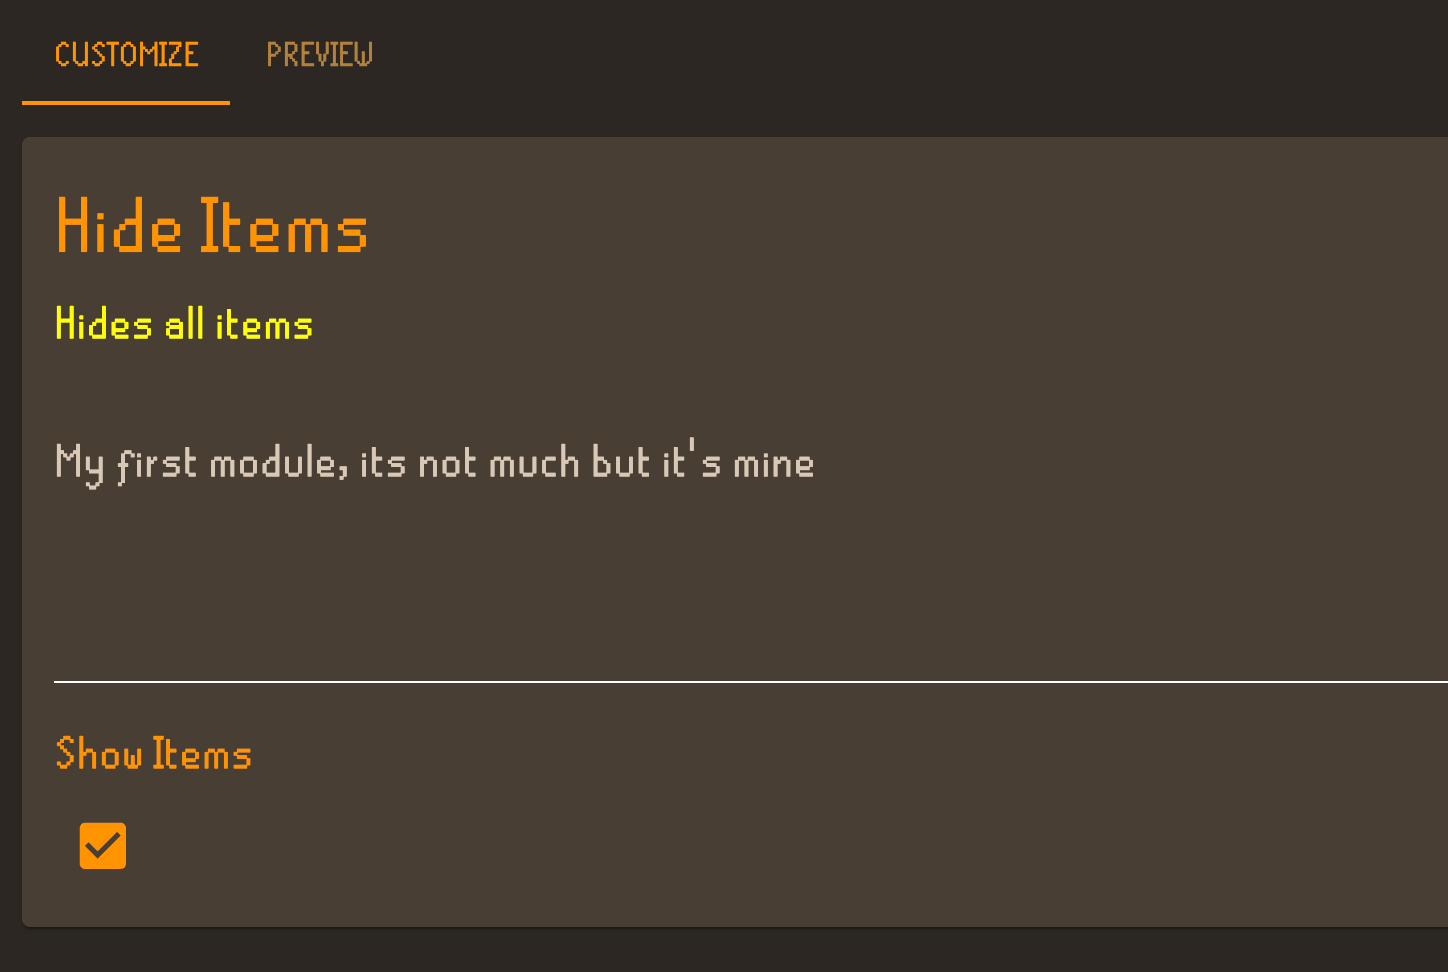 CUSTOMIZE PREVIEW
Hide Items
Hides all items
My first module, its not much but it's mine
Show Items